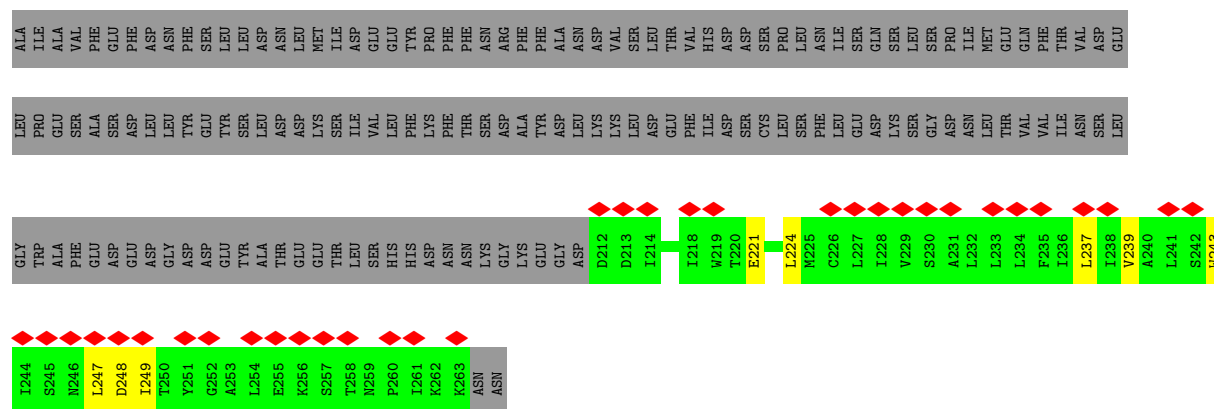 ALA ILE ALA VAL PHE GLU PHE ASP ASN PHE SER LEU LEU ASP ASN LEU MET ILE ASP GLU GLU TYR PRO PHE PHE ASN ARG PHE PHE ALA ASN ASP VAL SER LEU THR VAL HIS ASP ASP SER PRO LEU ASN ILE SER GLN SER LEU SER PRO ILE MET GLU GLN PHE THR VAL ASP GLU
LEU PRO GLU SER ALA SER ASP LEU LEU TYR GLU TYR SER LEU ASP ASP LYS SER ILE VAL LEU PHE LYS PHE THR SER ASP ALA TYR ASP LEU LYS LYS LEU ASP GLU PHE ILE ASP SER CYS LEU SER PHE LEU GLU ASP LYS SER GLY ASP ASN LEU THR VAL VAL ILE ASN SER LEU
GLY TRP ALA PHE GLU ASP GLU ASP GLY ASP ASP GLU TYR ALA THR GLU GLU THR LEU SER HIS HIS ASP ASN ASN LYS GLY LYS GLU GLY ASP D212 D213 I214 I218 W219 T220 E221 L224 M225 C226 L227 I228 V229 S230 A231 L232 L233 L234 F235 I236 L237 I238 V239 A240 L241 S242
I244 S245 N246 L247 D248 I249 T250 Y251 G252 A253 L254 E255 K256 S257 T258 N259 P260 I261 K262 K263 ASN ASN